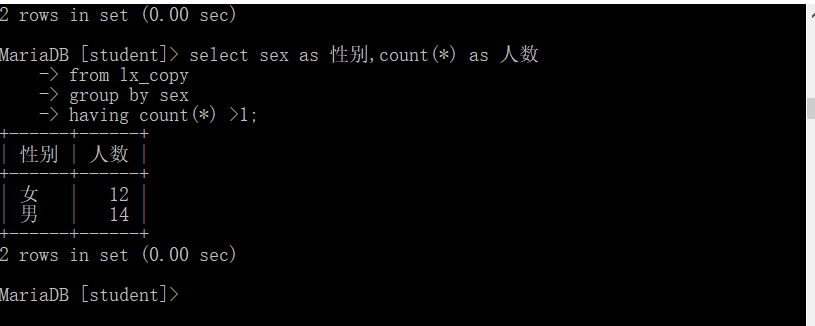 2 rows in set (0.00 sec)
MariaDB [student]> select sex as 性别,count(*) as 人数
    -> from lx_copy
    -> group by sex
    -> having count(*) >1;
+------+------+
| 性别 | 人数 |
+------+------+
| 女   |   12 |
| 男   |   14 |
+------+------+
2 rows in set (0.00 sec)
MariaDB [student]>